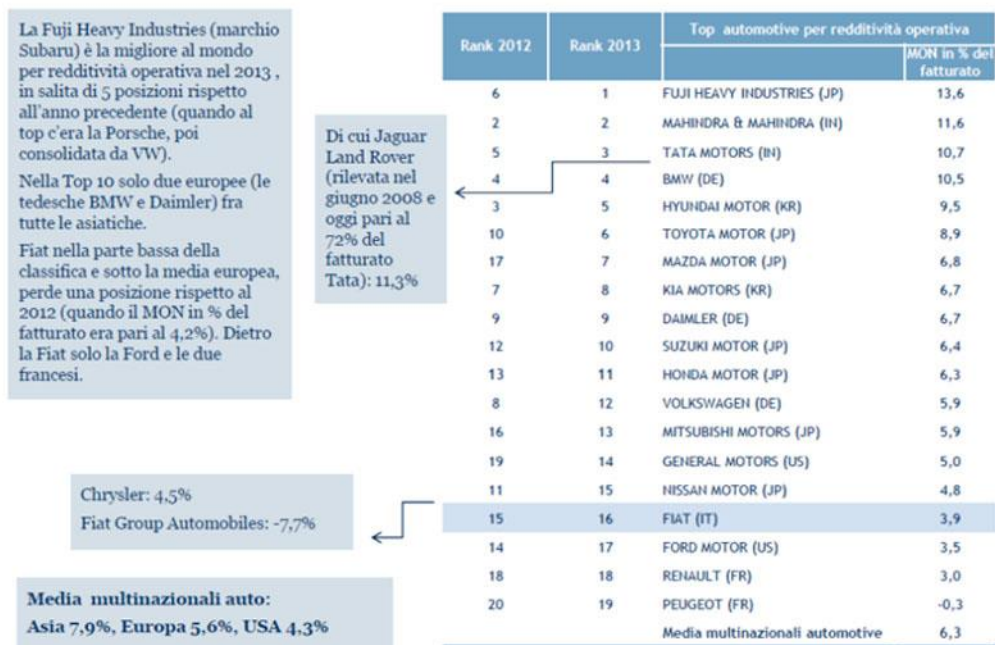 La Fuji Heavy Industries (marchio
Subaru) è la migliore al mondo
per redditività operativa nel 2013 ,
in salita di 5 posizioni rispetto
all'anno precedente (quando al
top c'era la Porsche, poi
consolidata da VW).
Nella Top 10 solo due europee (le
tedesche BMW e Daimler) fra
tutte le asiatiche.
Fiat nella parte bassa della
classifica e sotto la media europea,
perde una posizione rispetto al
2012 (quando il MON in % del
fatturato era pari al 4,2%). Dietro
la Fiat solo la Ford e le due
francesi.
Di cui Jaguar
Land Rover
(rilevata nel
giugno 2008 e
oggi pari al
72% del
fatturato
Tata): 11,3%
Chrysler: 4,5%
Fiat Group Automobiles: -7,7%
Media multinazionali auto:
Asia 7,9%, Europa 5,6%, USA 4,3%
Rank 2012 Rank 2013 Top automotive per redditività operativa
MON in % del
fatturato
6 1 FUJI HEAVY INDUSTRIES (JP) 13,6
2 2 MAHINDRA & MAHINDRA (IN) 11,6
5 3 TATA MOTORS (IN) 10,7
4 4 BMW (DE) 10,5
3 5 HYUNDAI MOTOR (KR) 9,5
10 6 TOYOTA MOTOR (JP) 8,9
17 7 MAZDA MOTOR (JP) 6,8
7 8 KIA MOTORS (KR) 6,7
9 9 DAIMLER (DE) 6,7
12 10 SUZUKI MOTOR (JP) 6,4
13 11 HONDA MOTOR (JP) 6,3
8 12 VOLKSWAGEN (DE) 5,9
16 13 MITSUBISHI MOTORS (JP) 5,9
19 14 GENERAL MOTORS (US) 5,0
11 15 NISSAN MOTOR (JP) 4,8
15 16 FIAT (IT) 3,9
14 17 FORD MOTOR (US) 3,5
18 18 RENAULT (FR) 3,0
20 19 PEUGEOT (FR) -0,3
Media multinazionali automotive 6,3